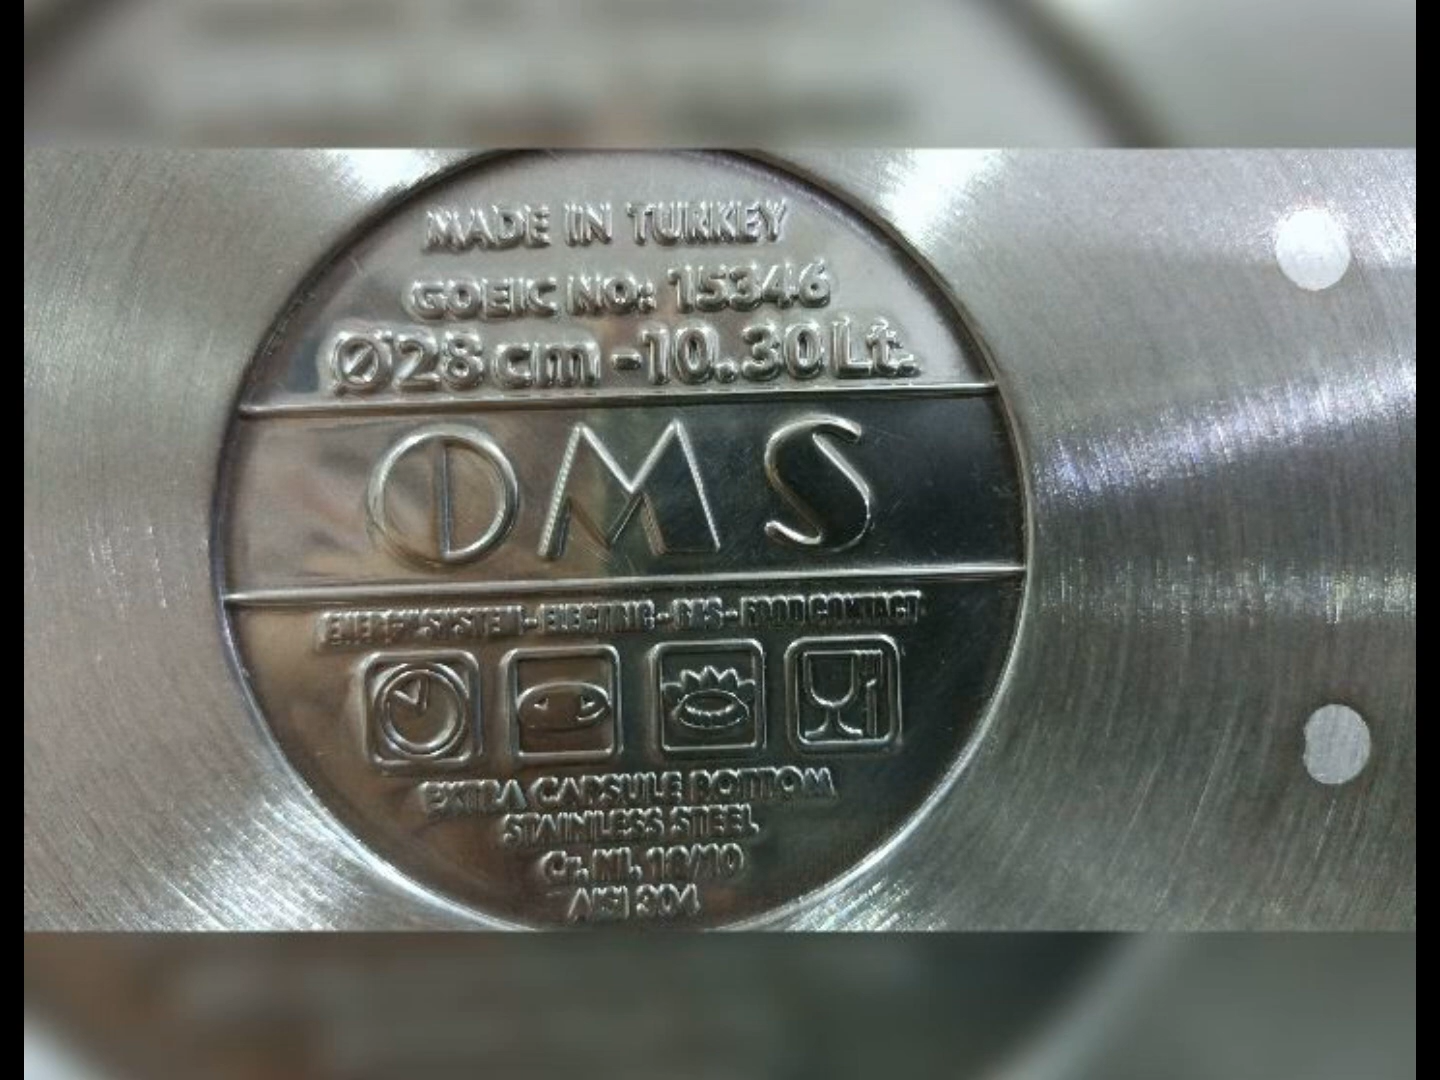 MADE IN TURKEY
GOEIC NO: 15346
Ø28 cm - 10.30 Lt.
OMS
ENERGY SYSTEM - ELECTRIC - GAS - FOOD CONTACT
EXTRA CAPSULE BOTTOM
STAINLESS STEEL
Cr. Ni. 18/10
AISI 304